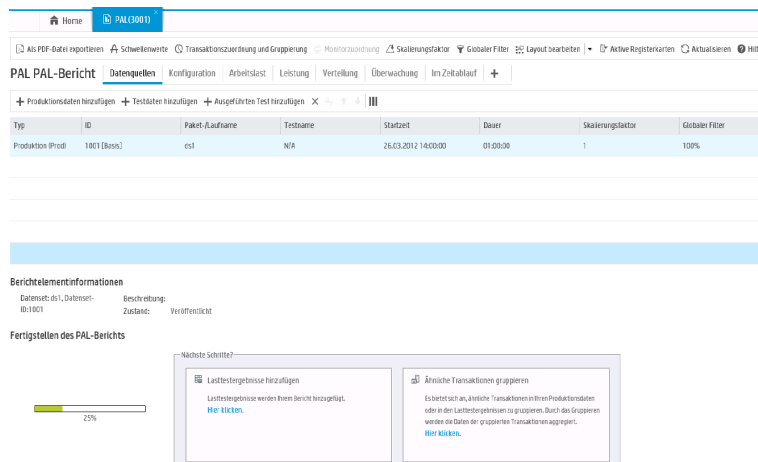 Home PAL(3001)
Als PDF-Datei exportieren Schwellenwerte Transaktionszuordnung und Gruppierung Monitorzuordnung Skalierungsfaktor Globaler Filter Layout bearbeiten Aktive Registerkarten Aktualisieren
PAL PAL-Bericht Datenquellen Konfiguration Arbeitslast Leistung Verteilung Überwachung Im Zeitablauf +
+ Produktionsdaten hinzufügen + Testdaten hinzufügen + Ausgeführten Test hinzufügen
Typ ID Paket-/Laufname Testname Startzeit Dauer Skalierungsfaktor Globaler Filter
Produktion (Prod) 1001 [Basis] ds1 N/A 26.03.2012 14:00:00 01:00:00 1 100%
Berichtelementinformationen
Datenset: ds1, Datenset-
ID:1001
Beschreibung:
Zustand: Veröffentlicht
Fertigstellen des PAL-Berichts
25%
Nächste Schritte?
Lasttestergebnisse hinzufügen
Lasttestergebnisse werden Ihrem Bericht hinzugefügt.
Hier klicken.
Ähnliche Transaktionen gruppieren
Es bietet sich an, ähnliche Transaktionen in Ihren Produktionsdaten
oder in den Lasttestergebnissen zu gruppieren. Durch das Gruppieren
werden die Daten der gruppierten Transaktionen aggregiert.
Hier klicken.